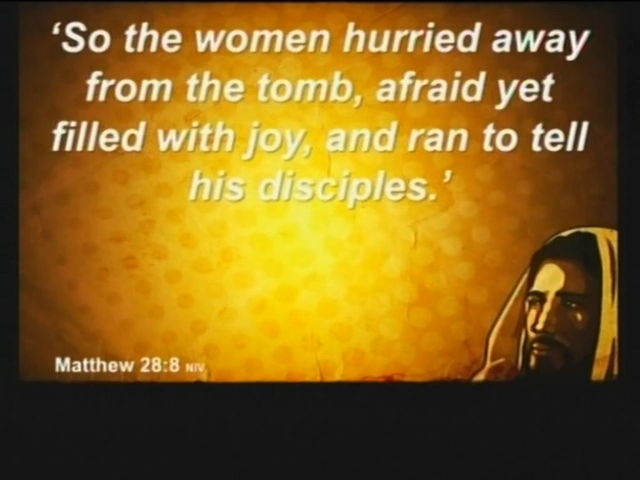 ‘So the women hurried away
from the tomb, afraid yet
filled with joy, and ran to tell
his disciples.’
Matthew 28:8 NIV